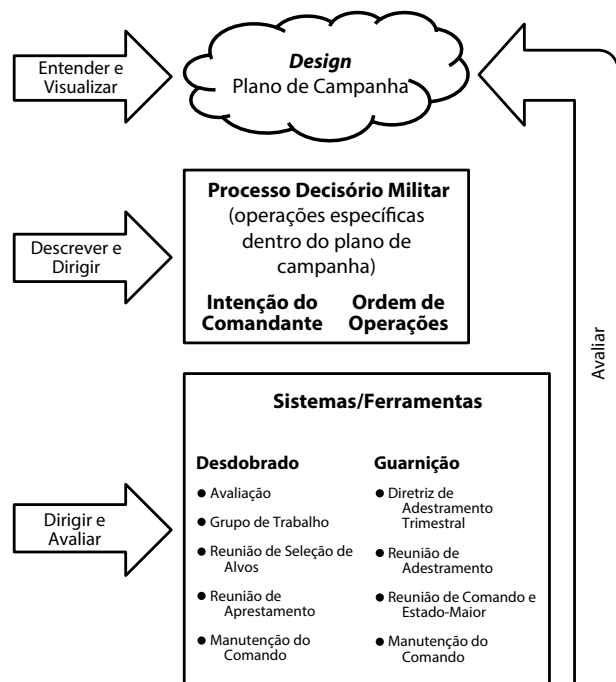 Entender e
Visualizar
Design
Plano de Campanha
Descrever e
Dirigir
Processo Decisório Militar
(operações específicas
dentro do plano de
campanha)
Intenção do
Comandante
Ordem de
Operações
Avaliar
Dirigir e
Avaliar
Sistemas/Ferramentas
Desdobrado
● Avaliação
● Grupo de Trabalho
● Reunião de Seleção de
Alvos
● Reunião de
Aprestamento
● Manutenção do
Comando
Guarnição
● Diretriz de
Adestramento
Trimestral
● Reunião de
Adestramento
● Reunião de Comando e
Estado-Maior
● Manutenção do
Comando